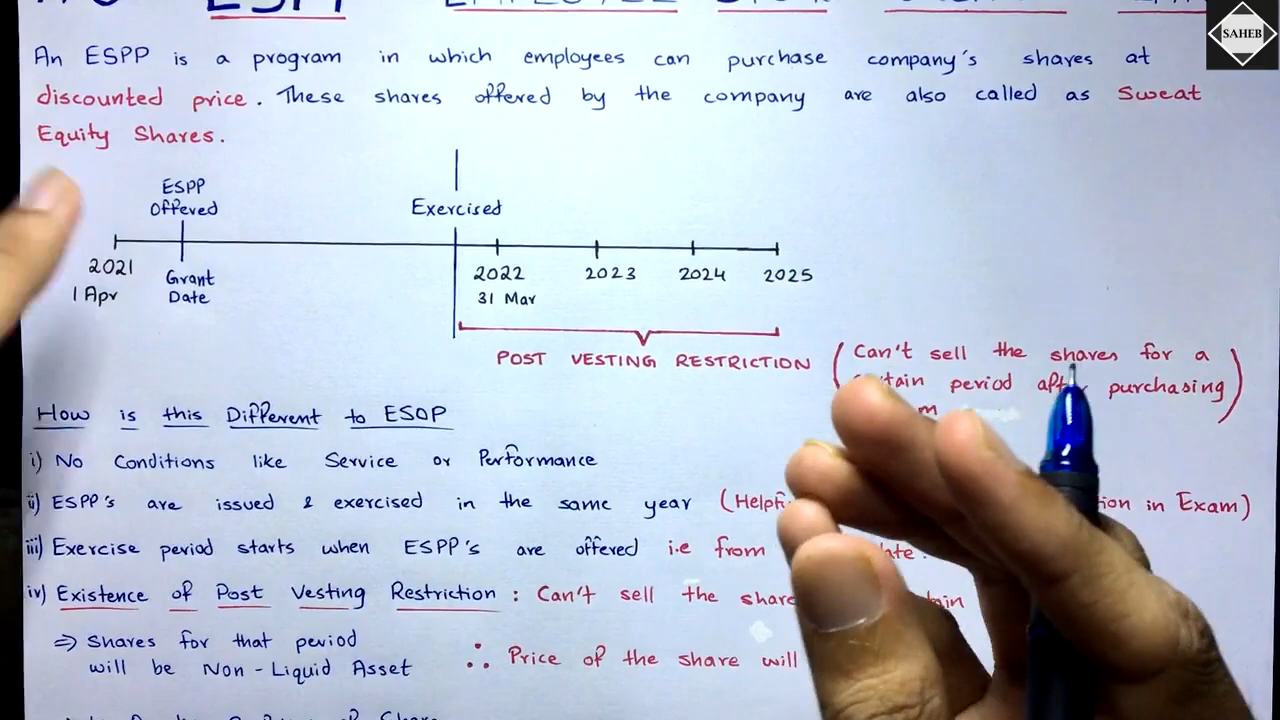 ESPP
SAHEB
An ESPP is a program in which employees can purchase company's shares at
discounted price. These shares offered by the company are also called as Sweat
Equity Shares.
ESPP
Offered
Exercised
2021
1 Apr
Grant
Date
2022
31 Mar
2023
2024
2025
POST VESTING RESTRICTION
(Can't sell the shares for a
period after purchasing
How is this Different to ESOP
i) No Conditions like Service or Performance
ii) ESPP's are issued & exercised in the same year in Exam)
iii) Exercise period starts when ESPP's are offered i.e from
iv) Existence of Post Vesting Restriction : Can't sell the
⇒ Shares for that period
will be Non-Liquid Asset
∴ Price of the share will